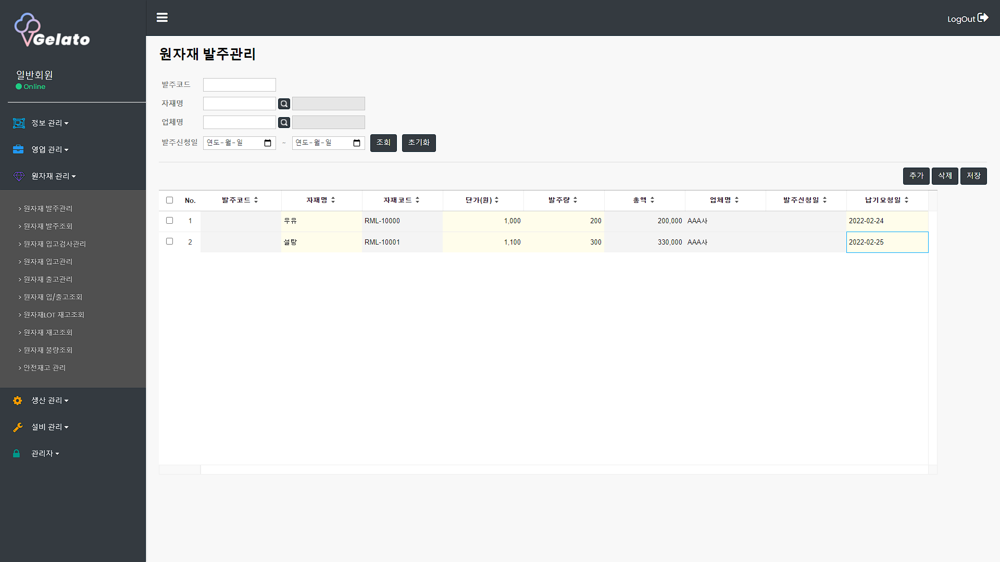 Gelato
LogOut
일반회원
Online
정보 관리
영업 관리
원자재 관리
> 원자재 발주관리
> 원자재 발주조회
> 원자재 입고검사관리
> 원자재 입고관리
> 원자재 출고관리
> 원자재 입/출고조회
> 원자재LOT 재고조회
> 원자재 재고조회
> 원자재 불량조회
> 안전재고 관리
생산 관리
설비 관리
관리자
원자재 발주관리
발주코드
자재명
업체명
발주신청일 연도-월-일 ~ 연도-월-일 조회 초기화
추가 삭제 저장
No. 발주코드 자재명 자재코드 단가(원) 발주량 총액 업체명 발주신청일 납기요청일
1 우유 RML-10000 1,000 200 200,000 AAA사 2022-02-24
2 설탕 RML-10001 1,100 300 330,000 AAA사 2022-02-25